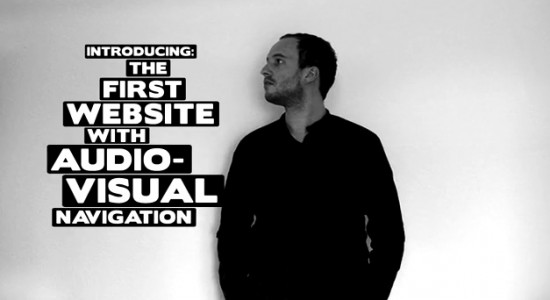 INTRODUCING:
THE
FIRST
WEBSITE
WITH
AUDIO-
VISUAL
NAVIGATION